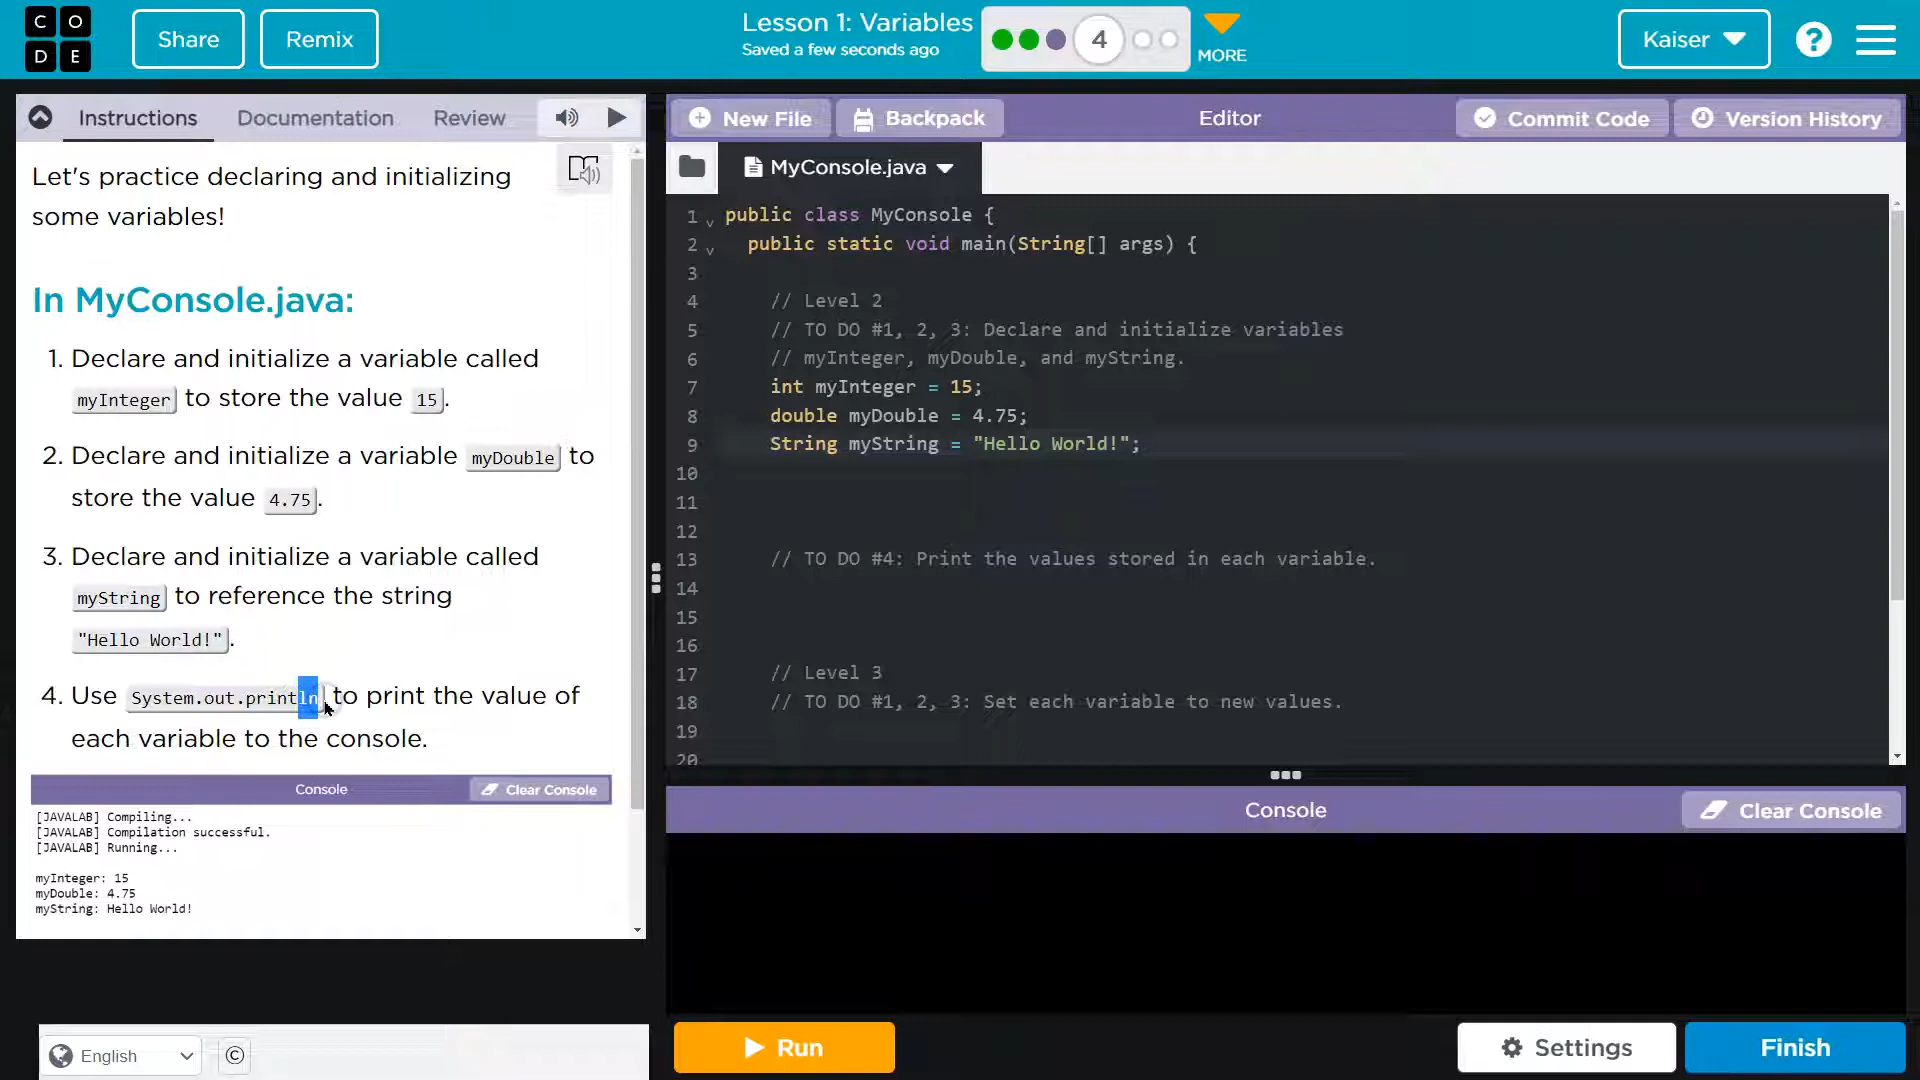 C O D E
Share
Remix
Lesson 1: Variables
Saved a few seconds ago
4
MORE
Kaiser
?
Instructions
Documentation
Review
Let's practice declaring and initializing
some variables!
In MyConsole.java:
1. Declare and initialize a variable called
myInteger to store the value 15.
2. Declare and initialize a variable myDouble to
store the value 4.75.
3. Declare and initialize a variable called
myString to reference the string
"Hello World!".
4. Use System.out.println to print the value of
each variable to the console.
Console
Clear Console
[JAVALAB] Compiling...
[JAVALAB] Compilation successful.
[JAVALAB] Running...
myInteger: 15
myDouble: 4.75
myString: Hello World!
English
©
New File
Backpack
Editor
Commit Code
Version History
MyConsole.java
1 public class MyConsole {
2 public static void main(String[] args) {
3
4 // Level 2
5 // TO DO #1, 2, 3: Declare and initialize variables
6 // myInteger, myDouble, and myString.
7 int myInteger = 15;
8 double myDouble = 4.75;
9 String myString = "Hello World!";
10
11
12
13 // TO DO #4: Print the values stored in each variable.
14
15
16
17 // Level 3
18 // TO DO #1, 2, 3: Set each variable to new values.
19
20
Console
Clear Console
Run
Settings
Finish